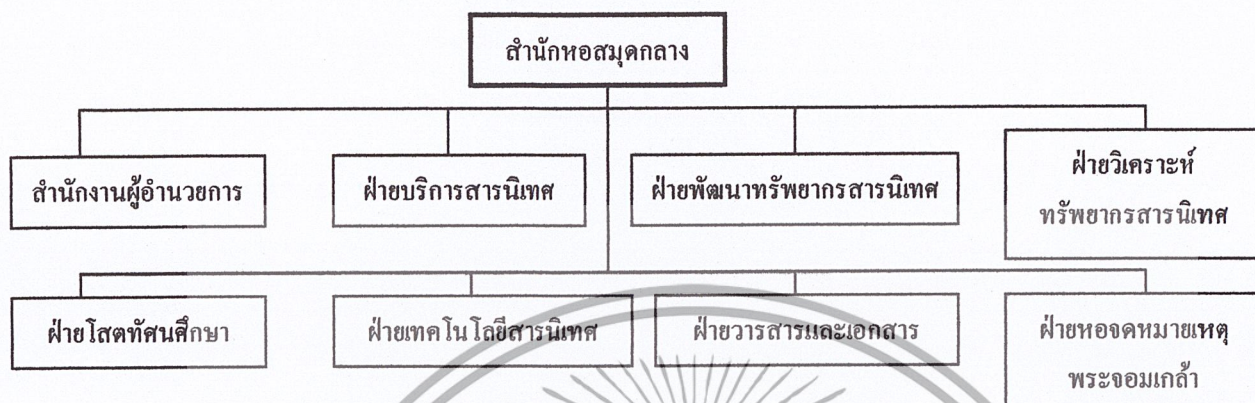 สำนักหอสมุดกลาง
สำนักงานผู้อำนวยการ
ฝ่ายบริการสารนิเทศ
ฝ่ายพัฒนาทรัพยากรสารนิเทศ
ฝ่ายวิเคราะห์
ทรัพยากรสารนิเทศ
ฝ่ายโสตทัศนศึกษา
ฝ่ายเทคโนโลยีสารนิเทศ
ฝ่ายวารสารและเอกสาร
ฝ่ายหอจดหมายเหตุ
พระจอมเกล้า